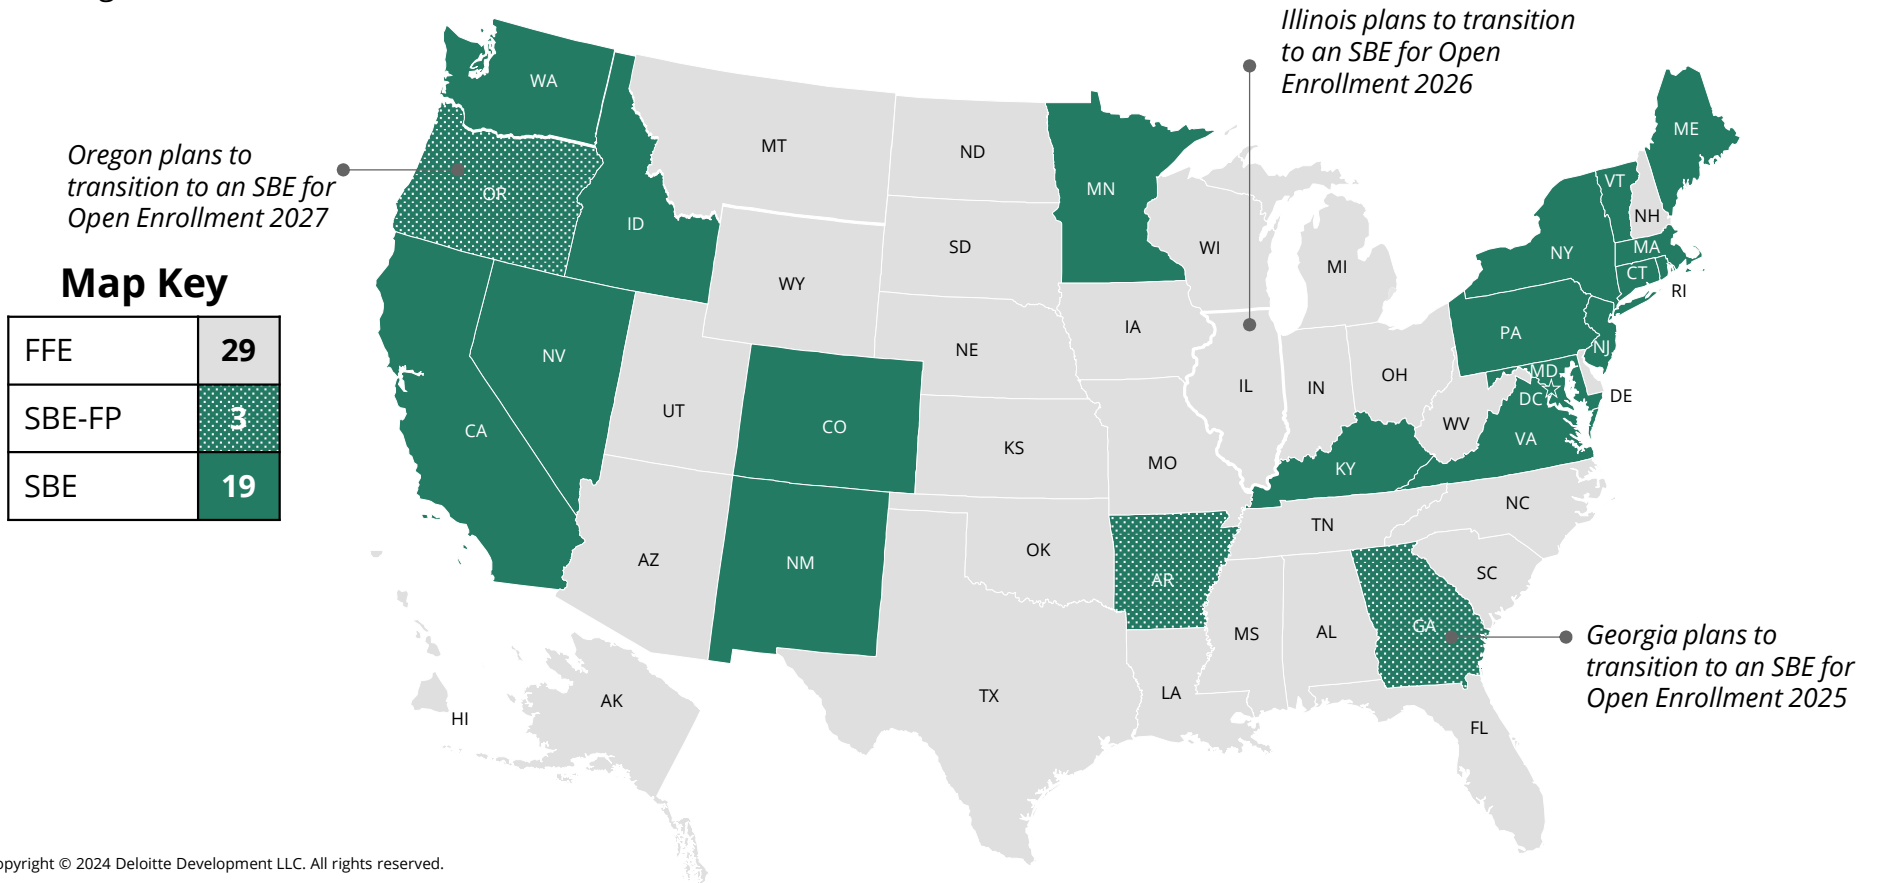 Illinois plans to transition
to an SBE for Open
Enrollment 2026
Oregon plans to
transition to an SBE for
Open Enrollment 2027
Map Key
FFE 29
SBE-FP 3
SBE 19
Georgia plans to
transition to an SBE for
Open Enrollment 2025
WA
OR
ID
MT
ND
MN
SD
WY
WI
MI
NE
IA
NV
UT
CA
CO
KS
MO
IL
IN
OH
KY
WV
VA
PA
NY
VT
NH
ME
MA
CT
RI
NJ
MD
DC
DE
NC
TN
SC
AZ
NM
OK
AR
MS
AL
GA
TX
LA
FL
AK
HI
opyright © 2024 Deloitte Development LLC. All rights reserved.